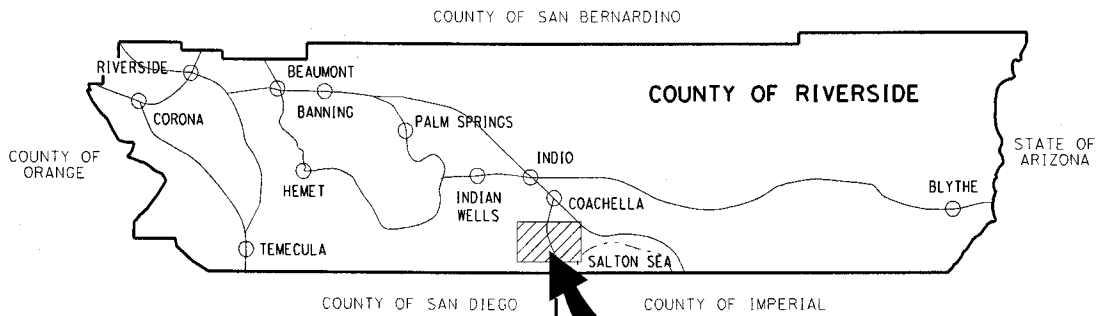 COUNTY OF SAN BERNARDINO
RIVERSIDE
BEAUMONT
COUNTY OF RIVERSIDE
BANNING
CORONA
PALM SPRINGS
COUNTY OF
ORANGE
STATE OF
ARIZONA
INDIO
HEMET
INDIAN
WELLS
BLYTHE
COACHELLA
TEMECULA
SALTON SEA
COUNTY OF SAN DIEGO
COUNTY OF IMPERIAL